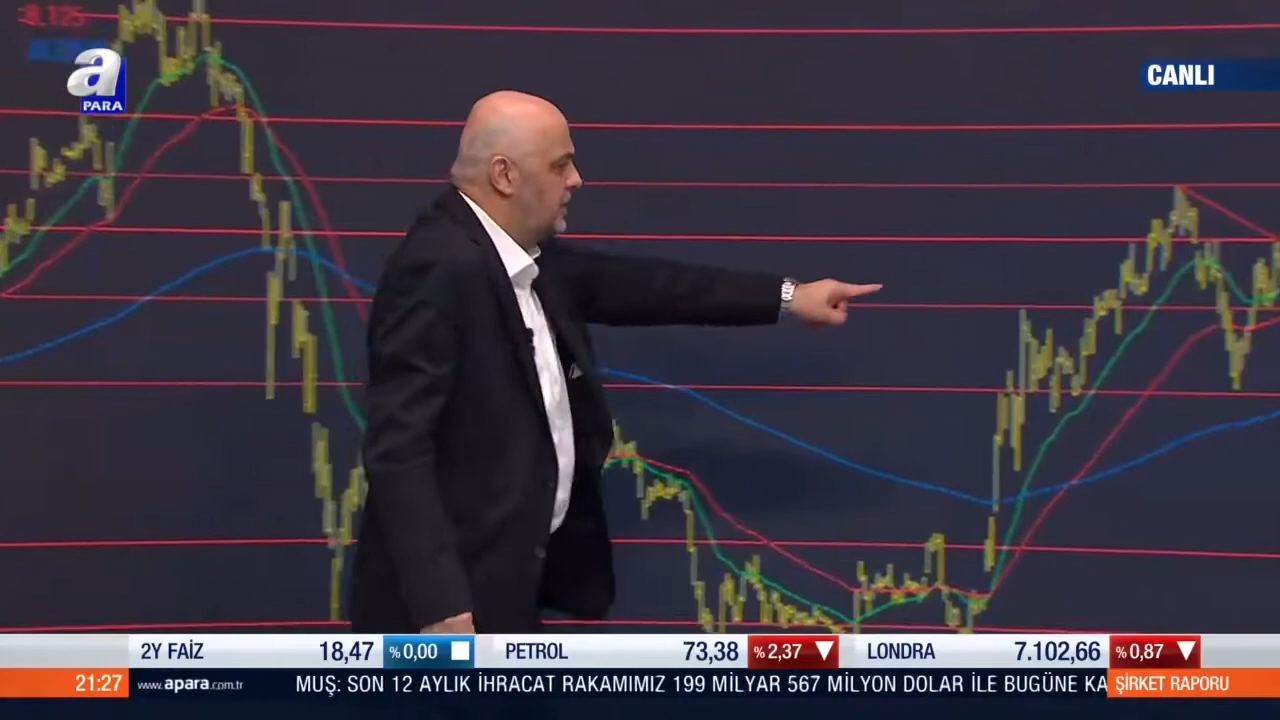 a
PARA
CANLI
2Y FAİZ 18,47 %0,00 PETROL 73,38 %2,37 LONDRA 7.102,66 %0,87
21:27 www.apara.com.tr MUŞ: SON 12 AYLIK İHRACAT RAKAMIMIZ 199 MİLYAR 567 MİLYON DOLAR İLE BUGÜNE KA ŞİRKET RAPORU